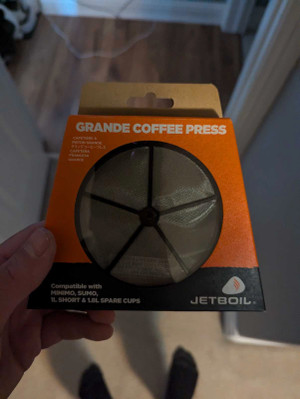 GRANDE COFFEE PRESS
Compatible with
MINIMO, SUMO,
1L SHORT & 1.8L SPARE CUPS
JETBOIL